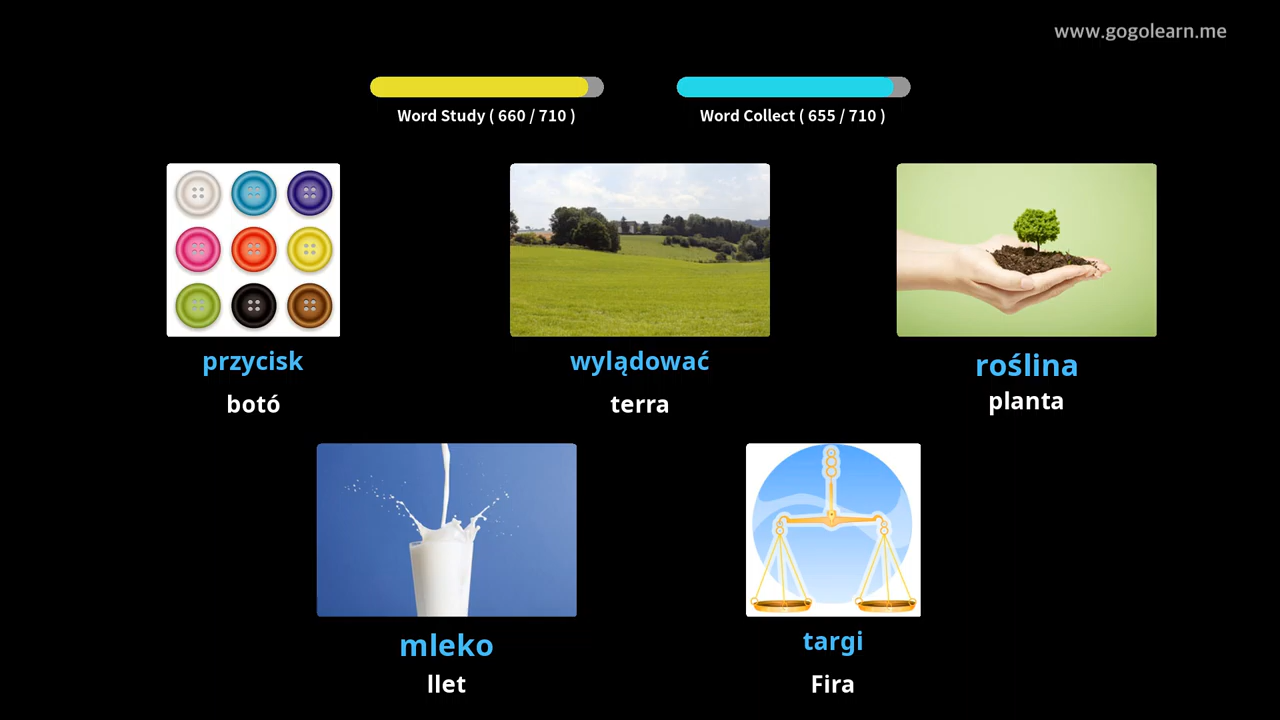 www.gogolearn.me
Word Study ( 660 / 710 )
Word Collect ( 655 / 710 )
przycisk
wylądować
roślina
botó
terra
planta
mleko
targi
llet
Fira